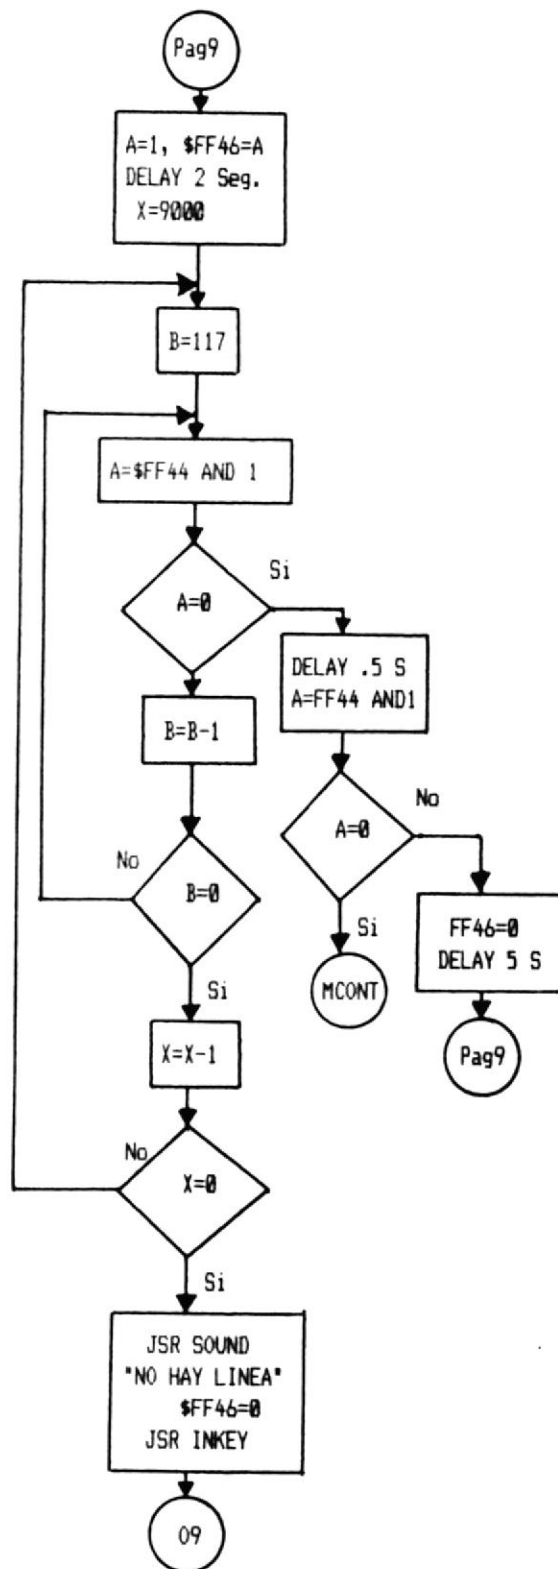 Pag9
A=1, $FF46=A
DELAY 2 Seg.
X=9000
B=117
A=$FF44 AND 1
A=0
Si
DELAY .5 S
A=FF44 AND1
B=B-1
A=0
No
Si
MCONT
FF46=0
DELAY 5 S
Pag9
B=0
No
Si
X=X-1
X=0
No
Si
JSR SOUND
"NO HAY LINEA"
$FF46=0
JSR INKEY
O9